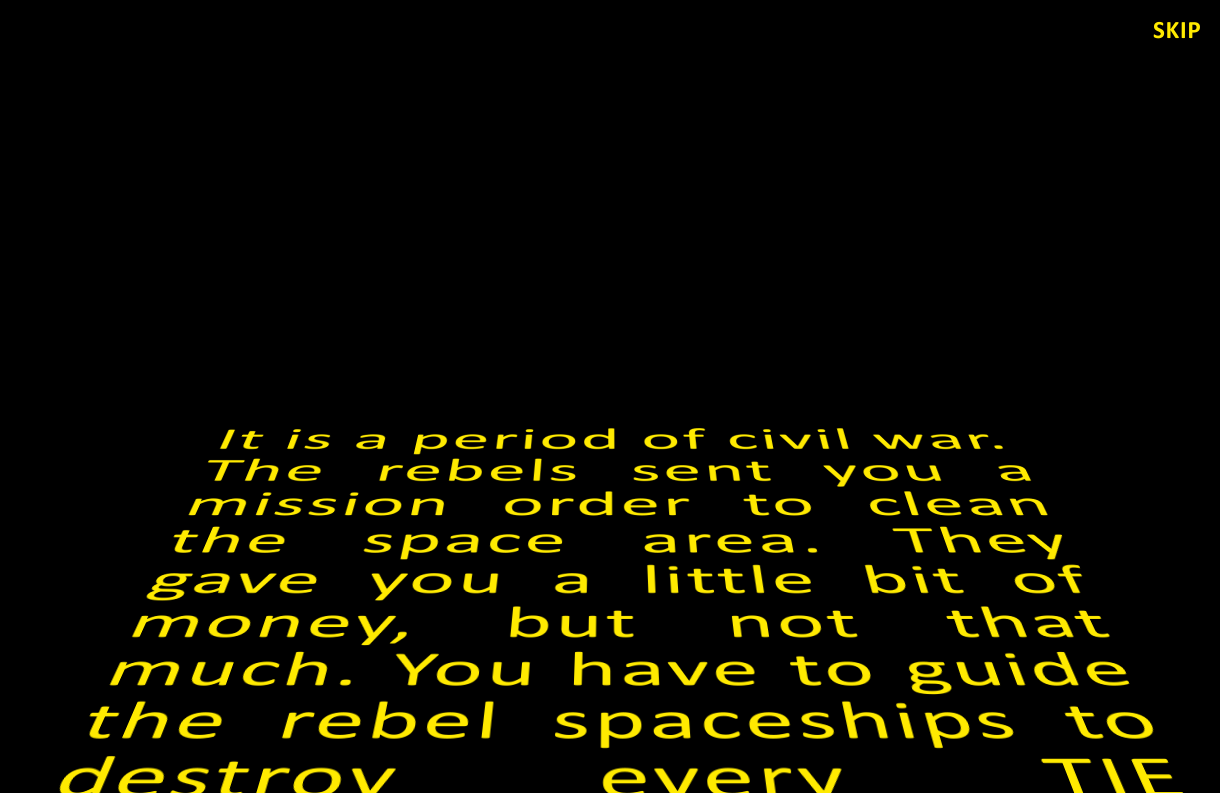 SKIP
It is a period of civil war.
The rebels sent you a
mission order to clean
the space area. They
gave you a little bit of
money, but not that
much. You have to guide
the rebel spaceships to
destroy every TIE